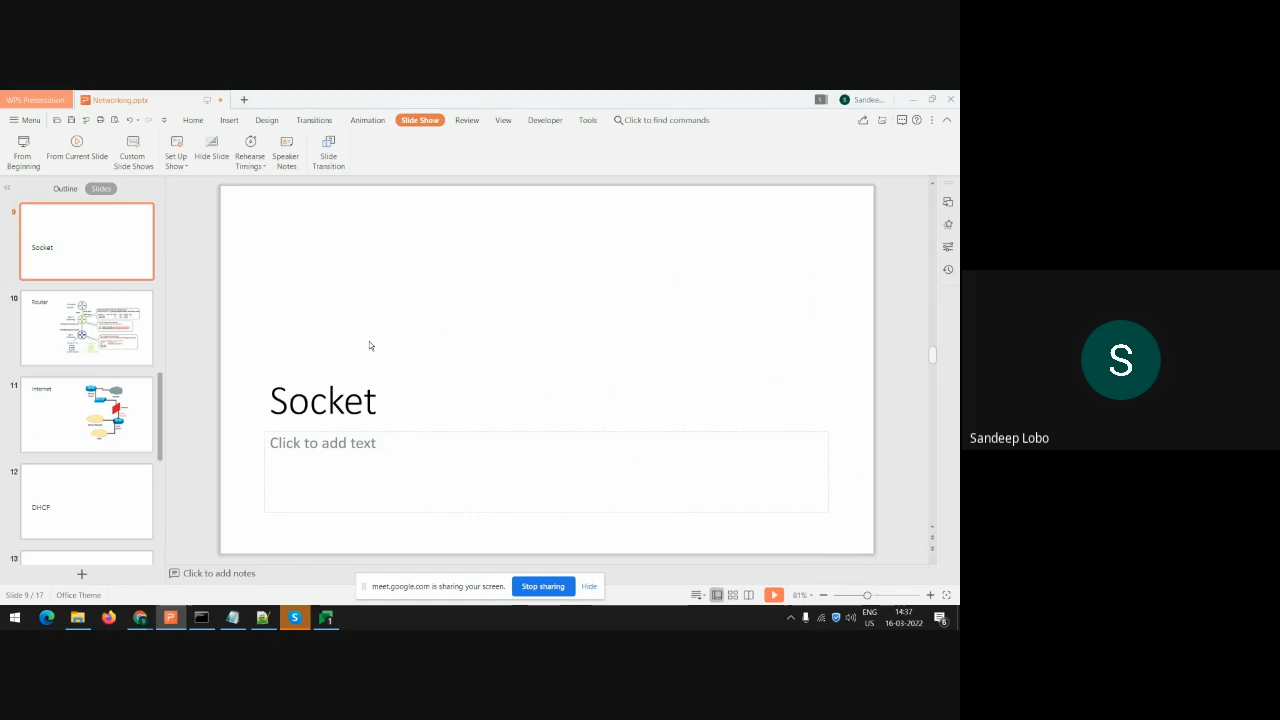 WPS Presentation
Networking.pptx
1
S
Sandee...
Menu
Home
Insert
Design
Transitions
Animation
Slide Show
Review
View
Developer
Tools
Click to find commands
From Beginning
From Current Slide
Custom Slide Shows
Set Up Show
Hide Slide
Rehearse Timings
Speaker Notes
Slide Transition
Outline
Slides
9
Socket
10
Router
11
Internet
12
DHCP
13
Socket
Click to add text
Click to add notes
meet.google.com is sharing your screen.
Stop sharing
Hide
Slide 9 / 17
Office Theme
81%
ENG
US
14:37
16-03-2022
6
S
Sandeep Lobo